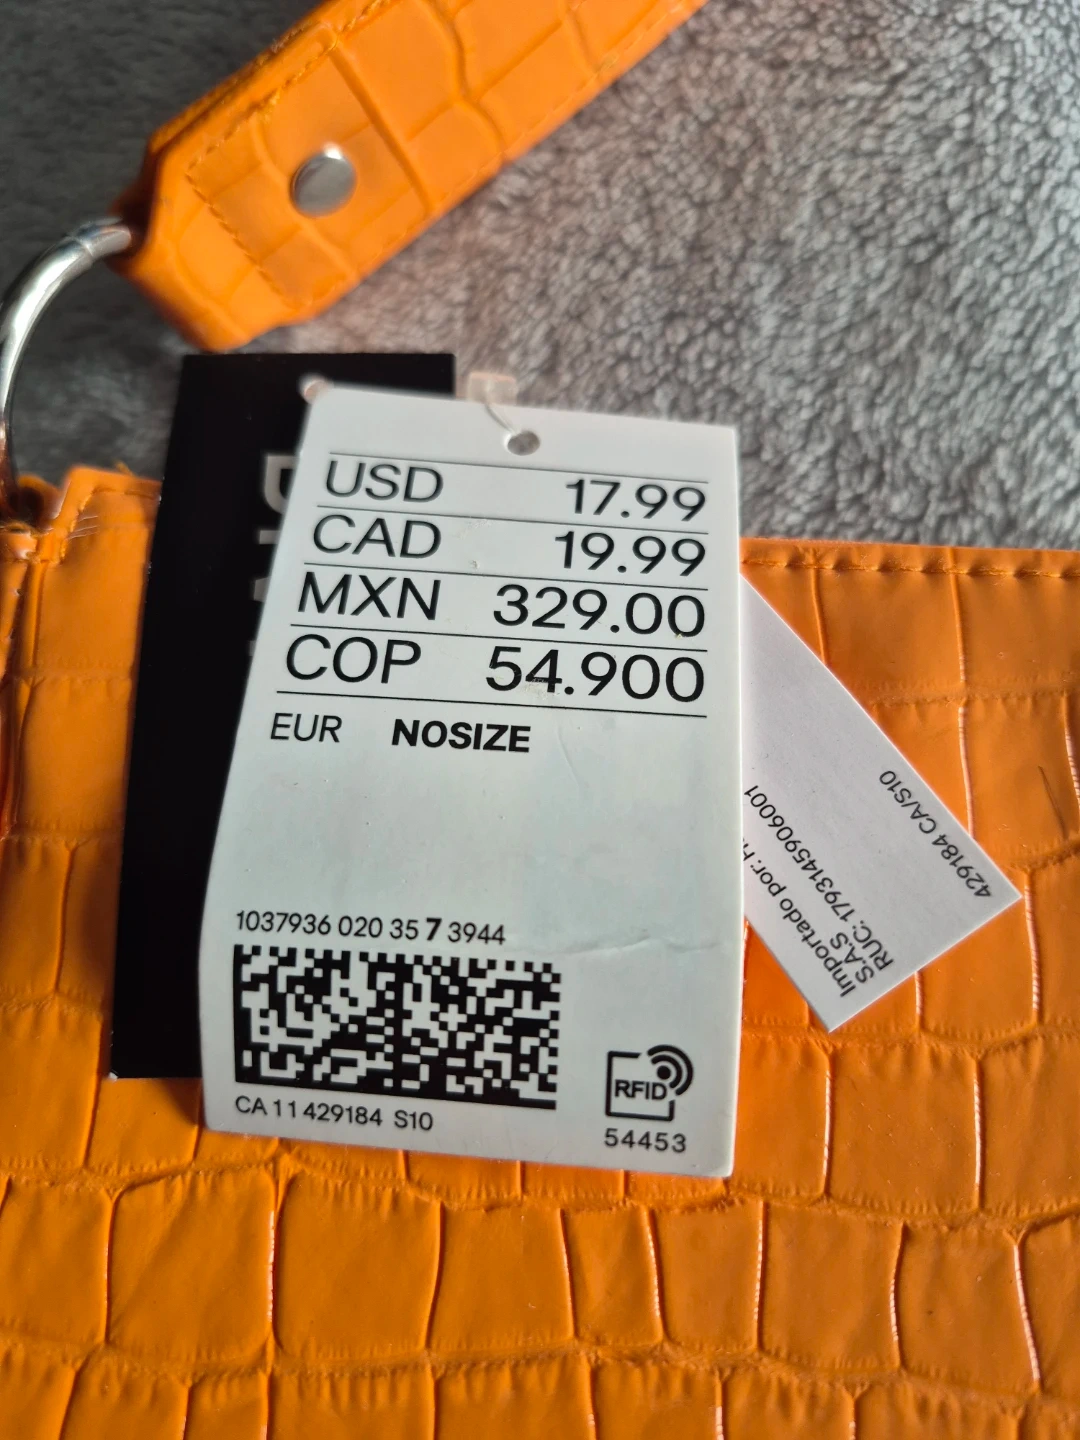 USD 17.99
CAD 19.99
MXN 329.00
COP 54.900
EUR NOSIZE
1037936 020 35 7 3944
CA 11 429184 S10
RFID
54453
Importado por:
S.A.S
RUC: 1793145906001
429184 CA/S10